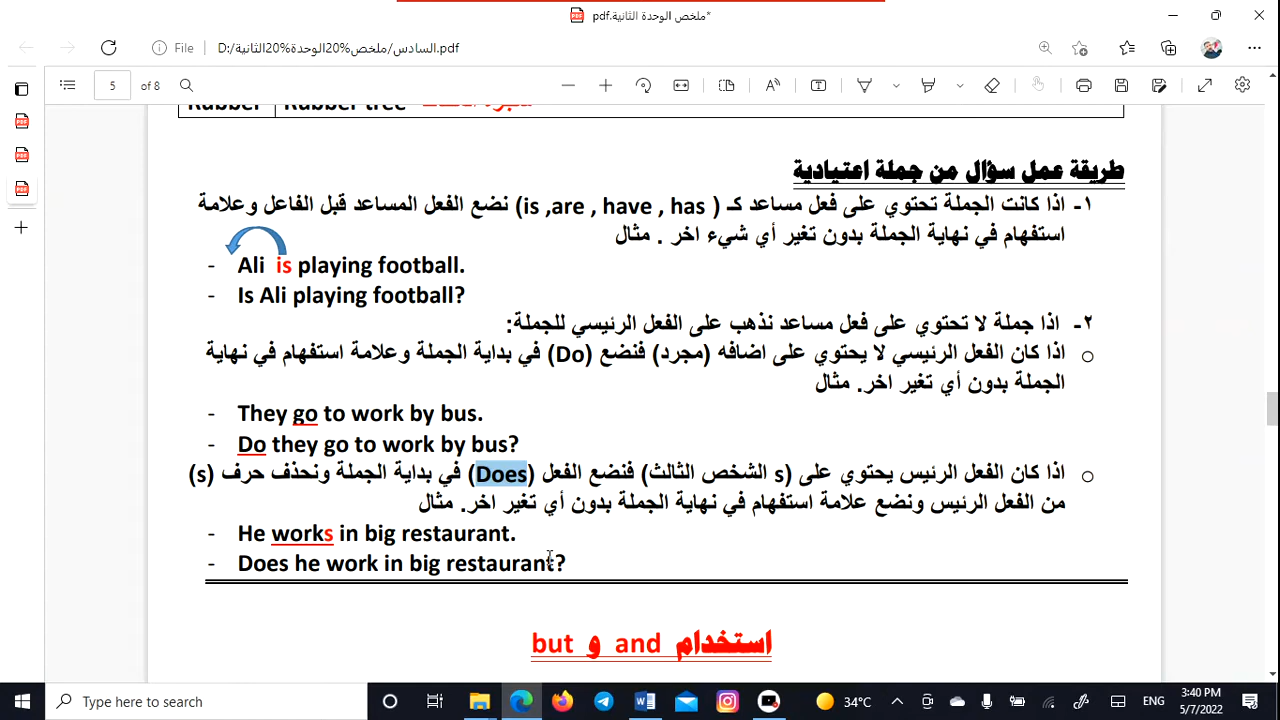 ملخص الوحدة الثانية.pdf*
File
D:/السادس/ملخص%20الوحدة%20الثانية.pdf
5 of 8
Rubber Rubber tree شجرة المطاط
طريقة عمل سؤال من جملة اعتيادية
١- اذا كانت الجملة تحتوي على فعل مساعد كـ ( is ,are , have , has) نضع الفعل المساعد قبل الفاعل وعلامة
استفهام في نهاية الجملة بدون تغير أي شيء اخر . مثال
- Ali is playing football.
- Is Ali playing football?
٢- اذا جملة لا تحتوي على فعل مساعد نذهب على الفعل الرئيسي للجملة:
o اذا كان الفعل الرئيسي لا يحتوي على اضافه (مجرد) فنضع (Do) في بداية الجملة وعلامة استفهام في نهاية
الجملة بدون أي تغير اخر. مثال
- They go to work by bus.
- Do they go to work by bus?
o اذا كان الفعل الرئيس يحتوي على (s الشخص الثالث) فنضع الفعل (Does) في بداية الجملة ونحذف حرف (s)
من الفعل الرئيس ونضع علامة استفهام في نهاية الجملة بدون أي تغير اخر. مثال
- He works in big restaurant.
- Does he work in big restaurant?
استخدام and و but
Type here to search
34°C
ENG
3:40 PM
5/7/2022